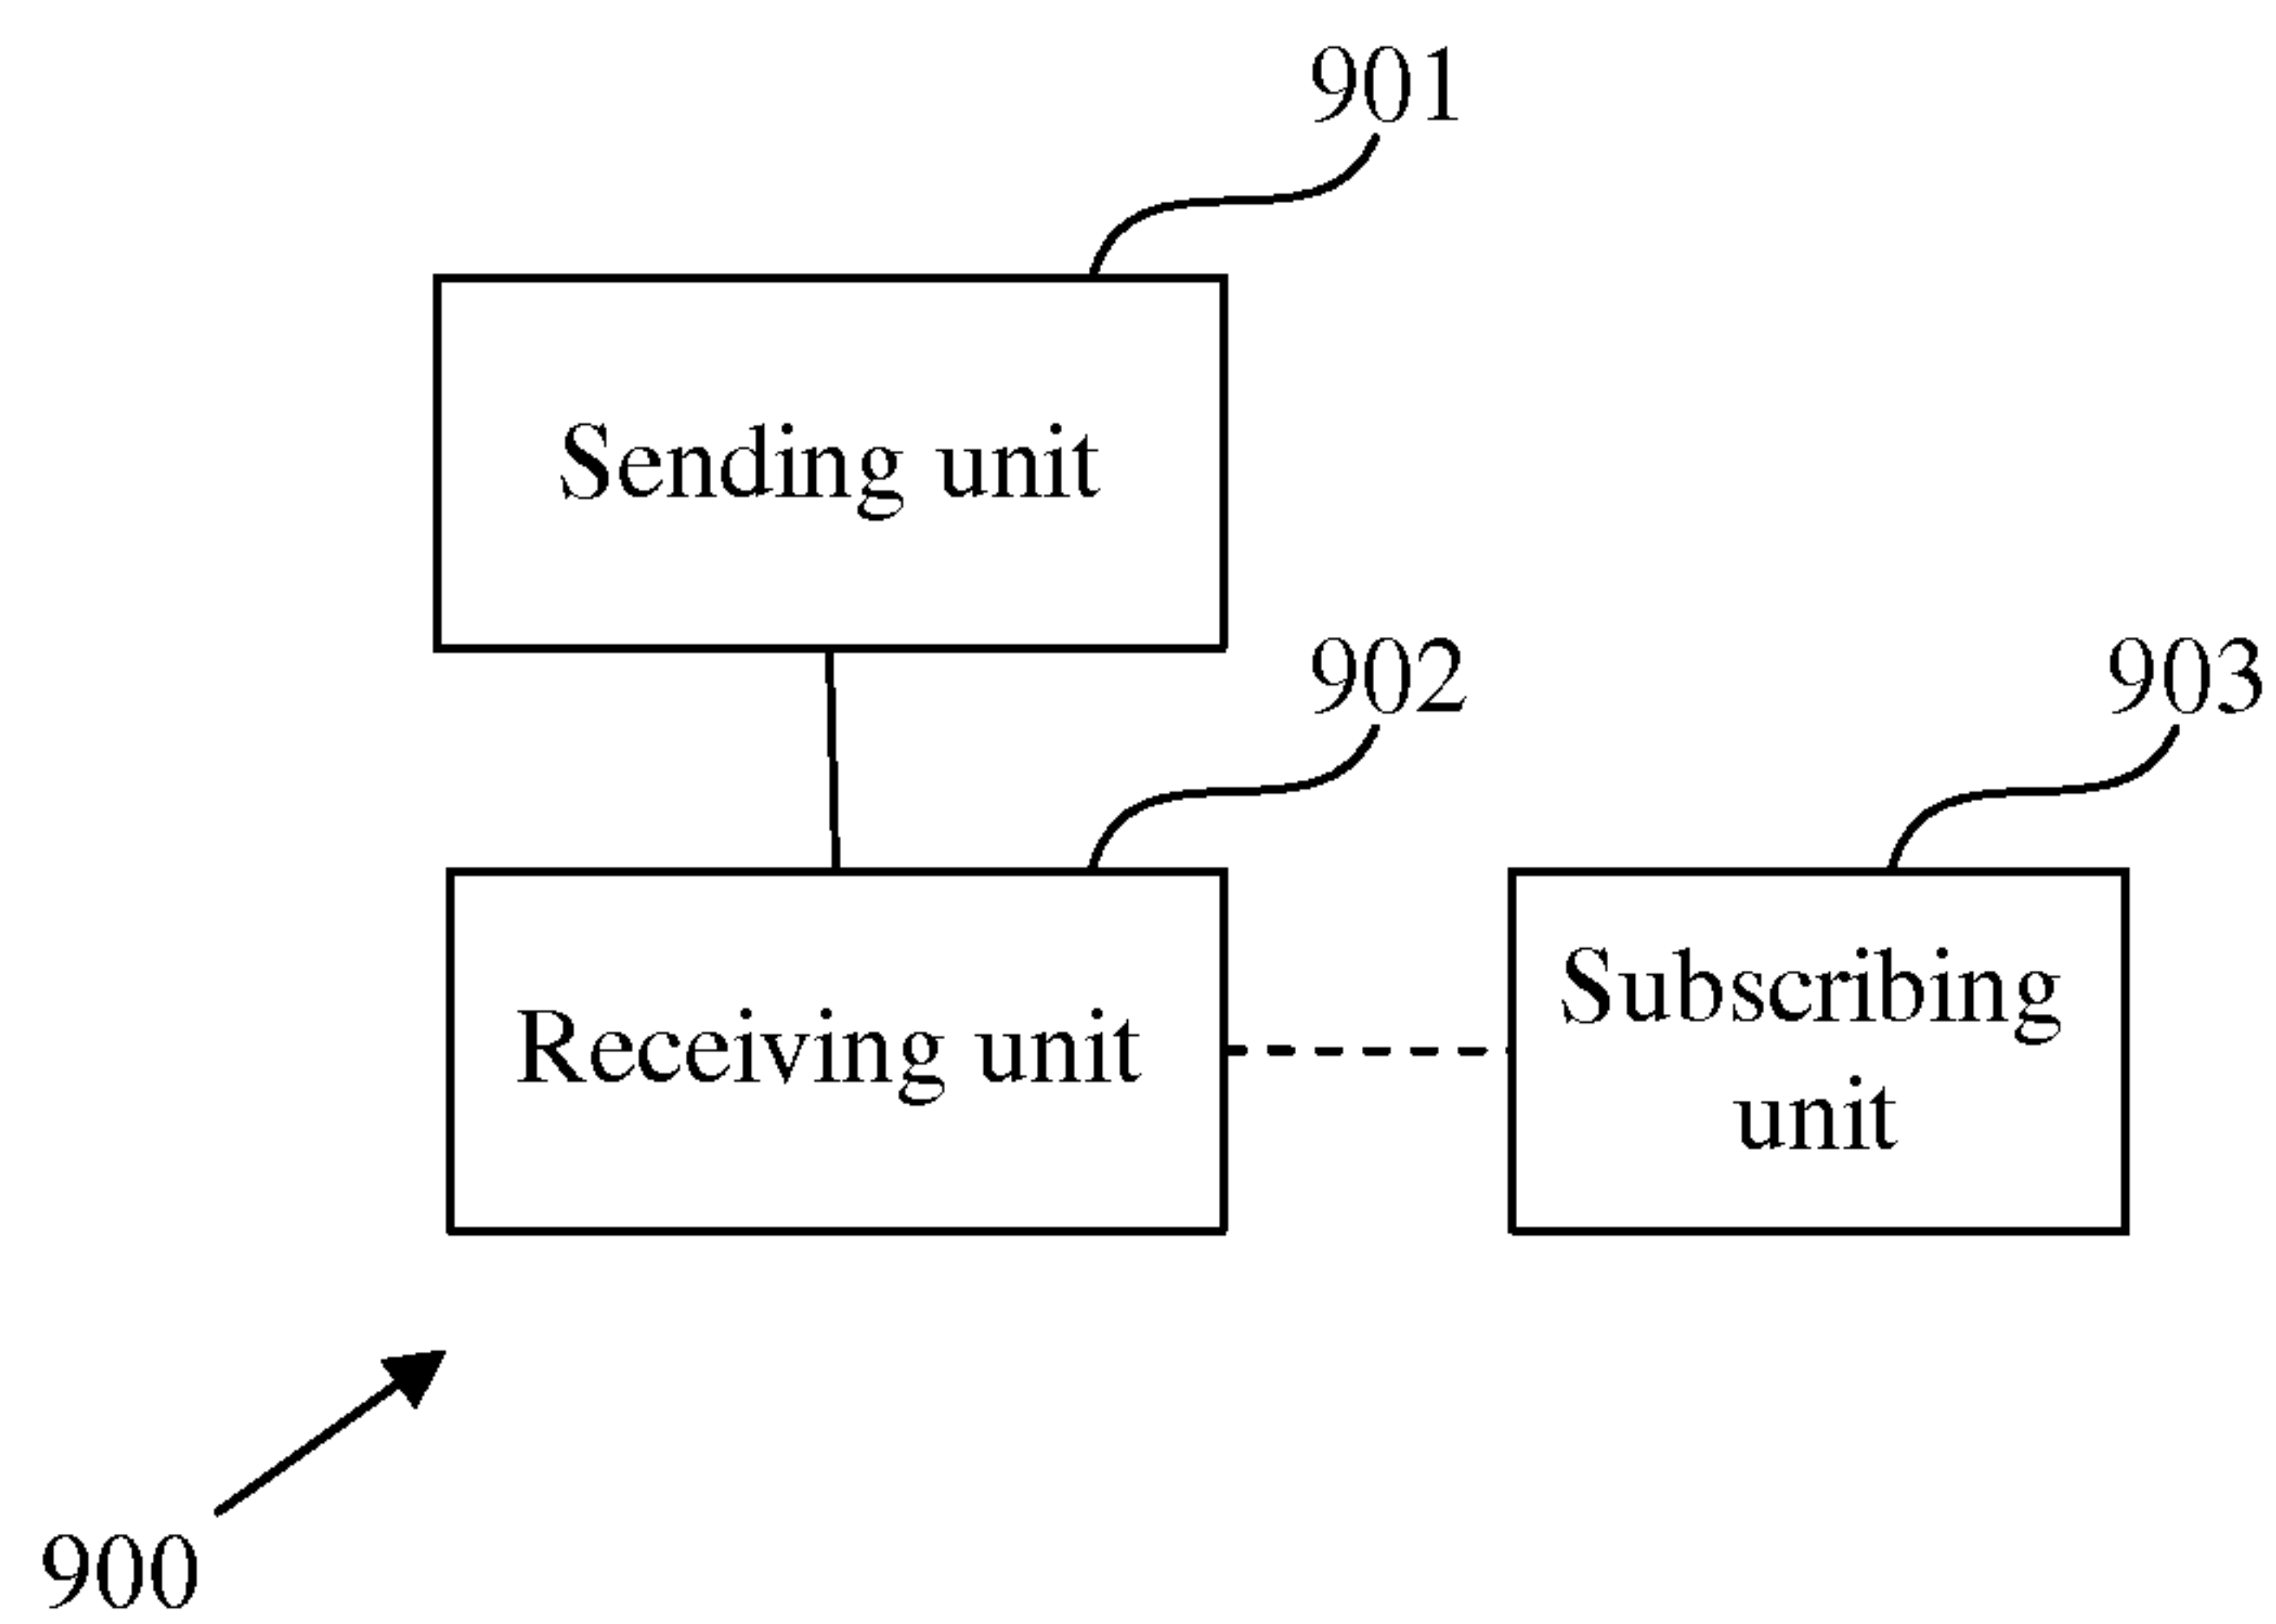 901
Sending unit
902
903
Receiving unit
Subscribing
unit
900